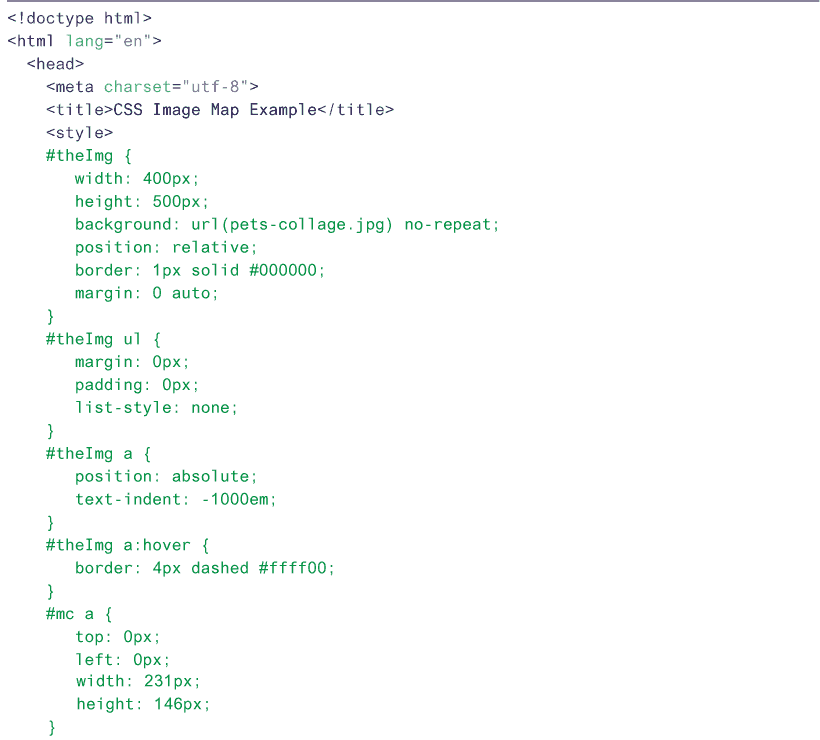 <!doctype html>
<html lang="en">
  <head>
    <meta charset="utf-8">
    <title>CSS Image Map Example</title>
    <style>
    #theImg {
       width: 400px;
       height: 500px;
       background: url(pets-collage.jpg) no-repeat;
       position: relative;
       border: 1px solid #000000;
       margin: 0 auto;
    }
    #theImg ul {
       margin: 0px;
       padding: 0px;
       list-style: none;
    }
    #theImg a {
       position: absolute;
       text-indent: -1000em;
    }
    #theImg a:hover {
       border: 4px dashed #ffff00;
    }
    #mc a {
       top: 0px;
       left: 0px;
       width: 231px;
       height: 146px;
    }